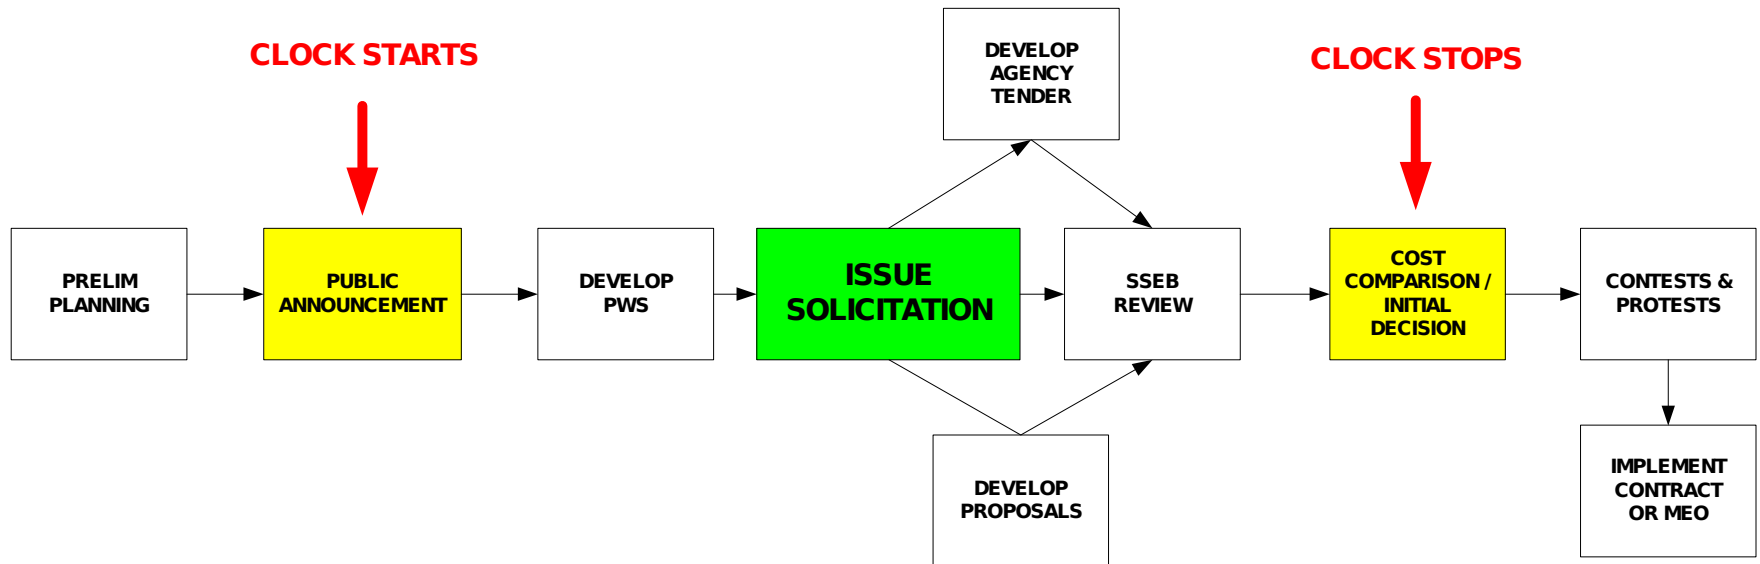 CLOCK STARTS
CLOCK STOPS
DEVELOP
AGENCY
TENDER
PRELIM
PLANNING
PUBLIC
ANNOUNCEMENT
DEVELOP
PWS
ISSUE
SOLICITATION
SSEB
REVIEW
COST
COMPARISON /
INITIAL
DECISION
CONTESTS &
PROTESTS
DEVELOP
PROPOSALS
IMPLEMENT
CONTRACT
OR MEO